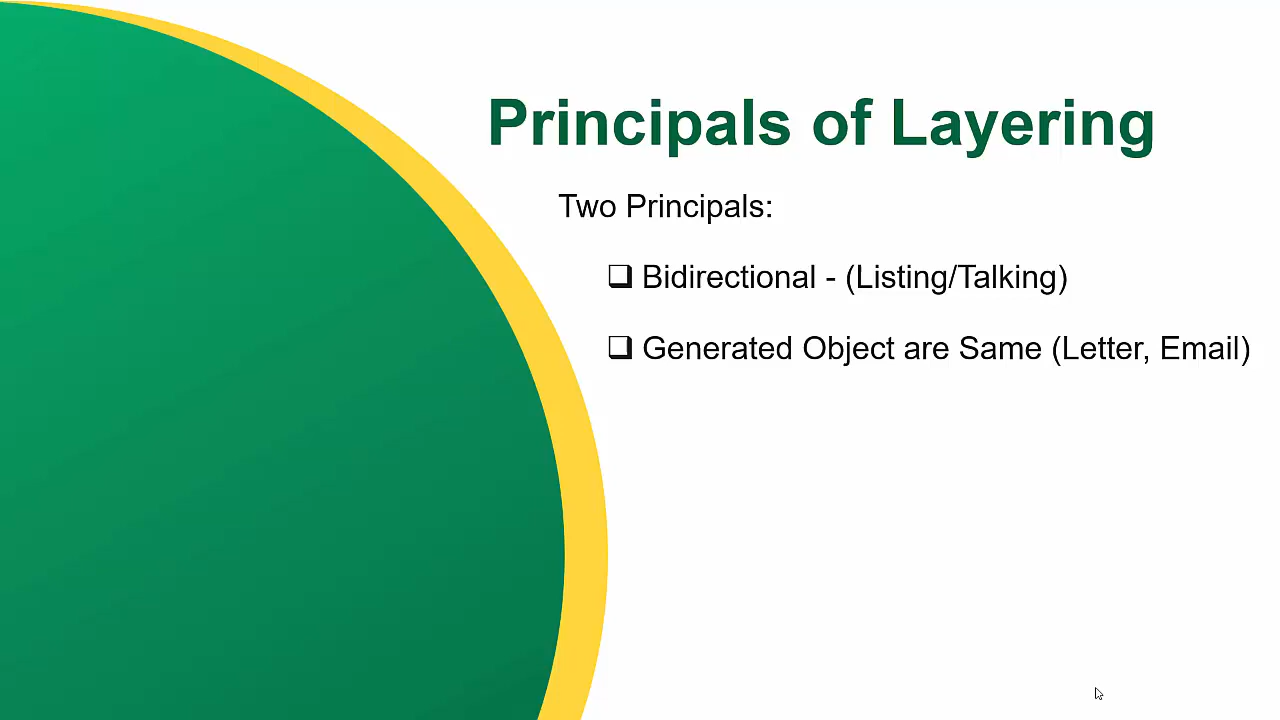 Principals of Layering
Two Principals:
❑ Bidirectional - (Listing/Talking)
❑ Generated Object are Same (Letter, Email)